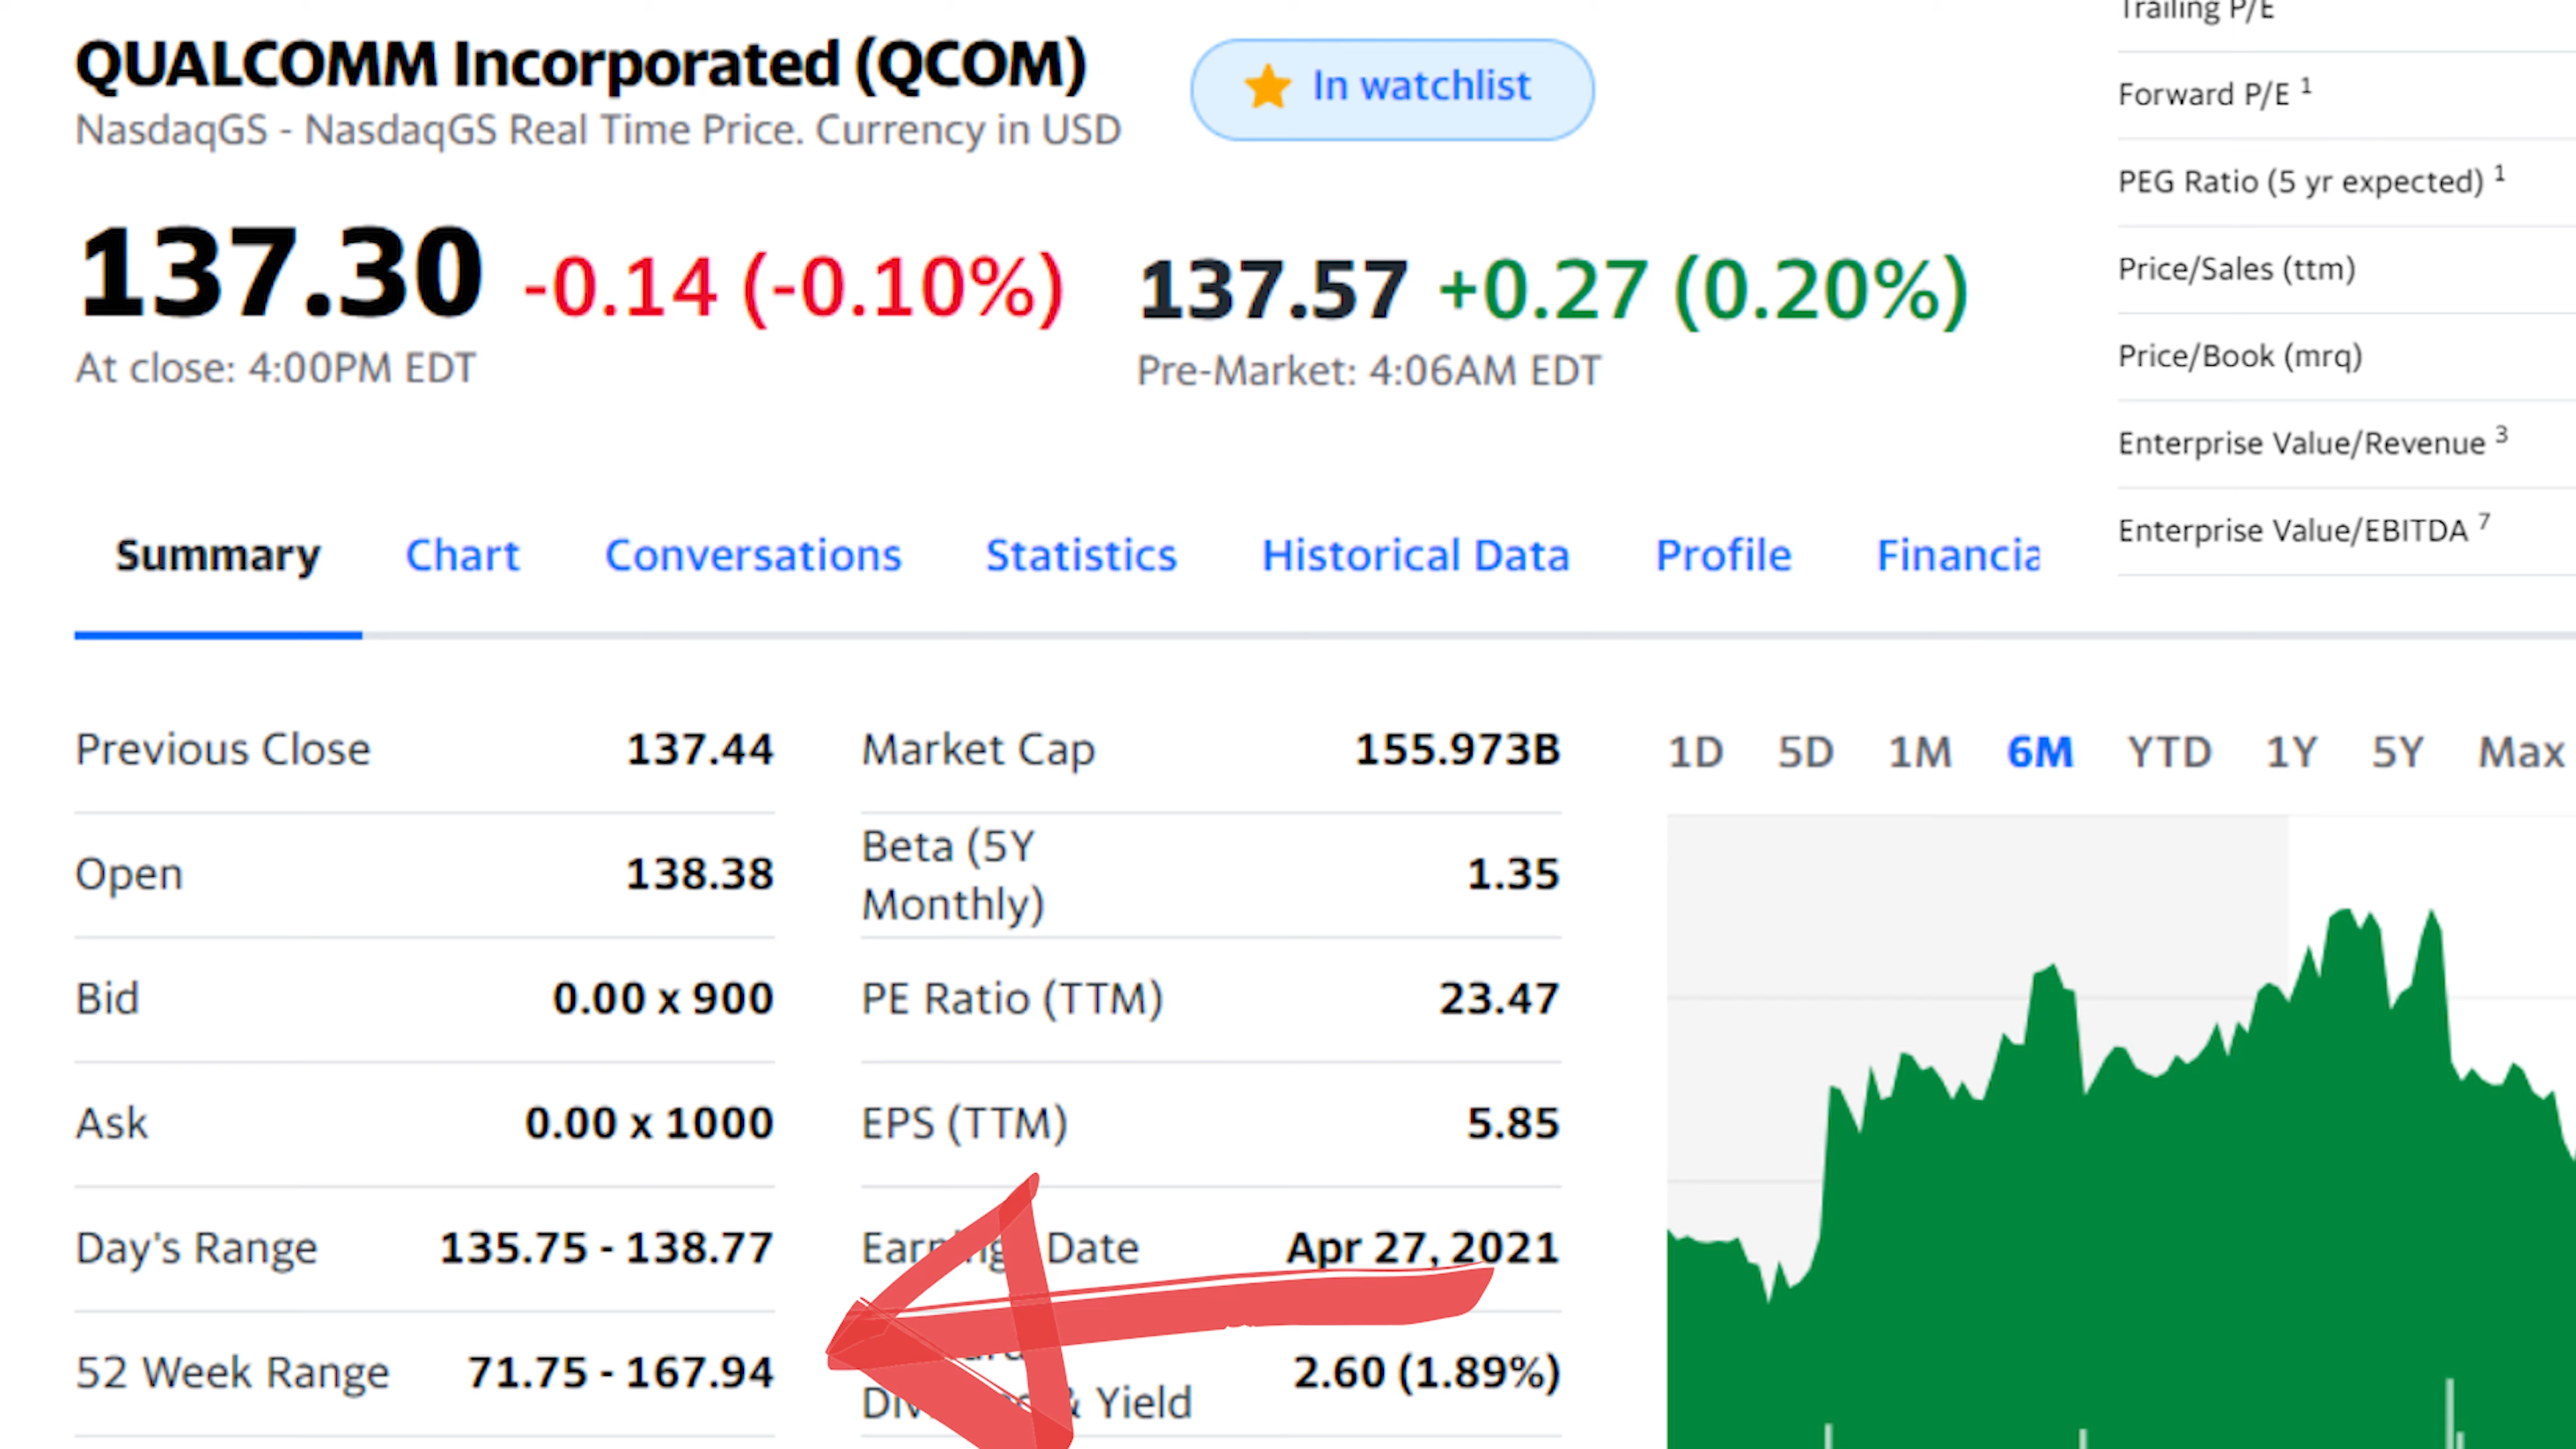 QUALCOMM Incorporated (QCOM)
NasdaqGS - NasdaqGS Real Time Price. Currency in USD
In watchlist
137.30 -0.14 (-0.10%)
At close: 4:00PM EDT
137.57 +0.27 (0.20%)
Pre-Market: 4:06AM EDT
Trailing P/E
Forward P/E 1
PEG Ratio (5 yr expected) 1
Price/Sales (ttm)
Price/Book (mrq)
Enterprise Value/Revenue 3
Enterprise Value/EBITDA 7
Summary Chart Conversations Statistics Historical Data Profile Financia
Previous Close 137.44
Open 138.38
Bid 0.00 x 900
Ask 0.00 x 1000
Day's Range 135.75 - 138.77
52 Week Range 71.75 - 167.94
Market Cap 155.973B
Beta (5Y
Monthly) 1.35
PE Ratio (TTM) 23.47
EPS (TTM) 5.85
Date Apr 27, 2021
2.60 (1.89%)
& Yield
1D 5D 1M 6M YTD 1Y 5Y Max